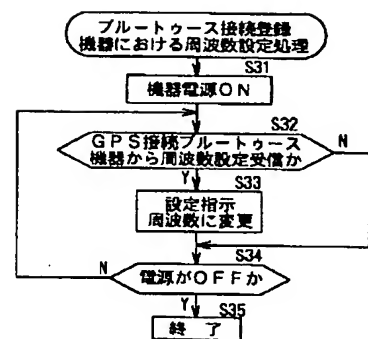 ブルートゥース接続登録
機器における周波数設定処理
S31
機器電源ON
S32
GPS接続ブルートゥース
機器から周波数設定受信か
N
Y
S33
設定指示
周波数に変更
S34
N
電源がOFFか
Y
S35
終了